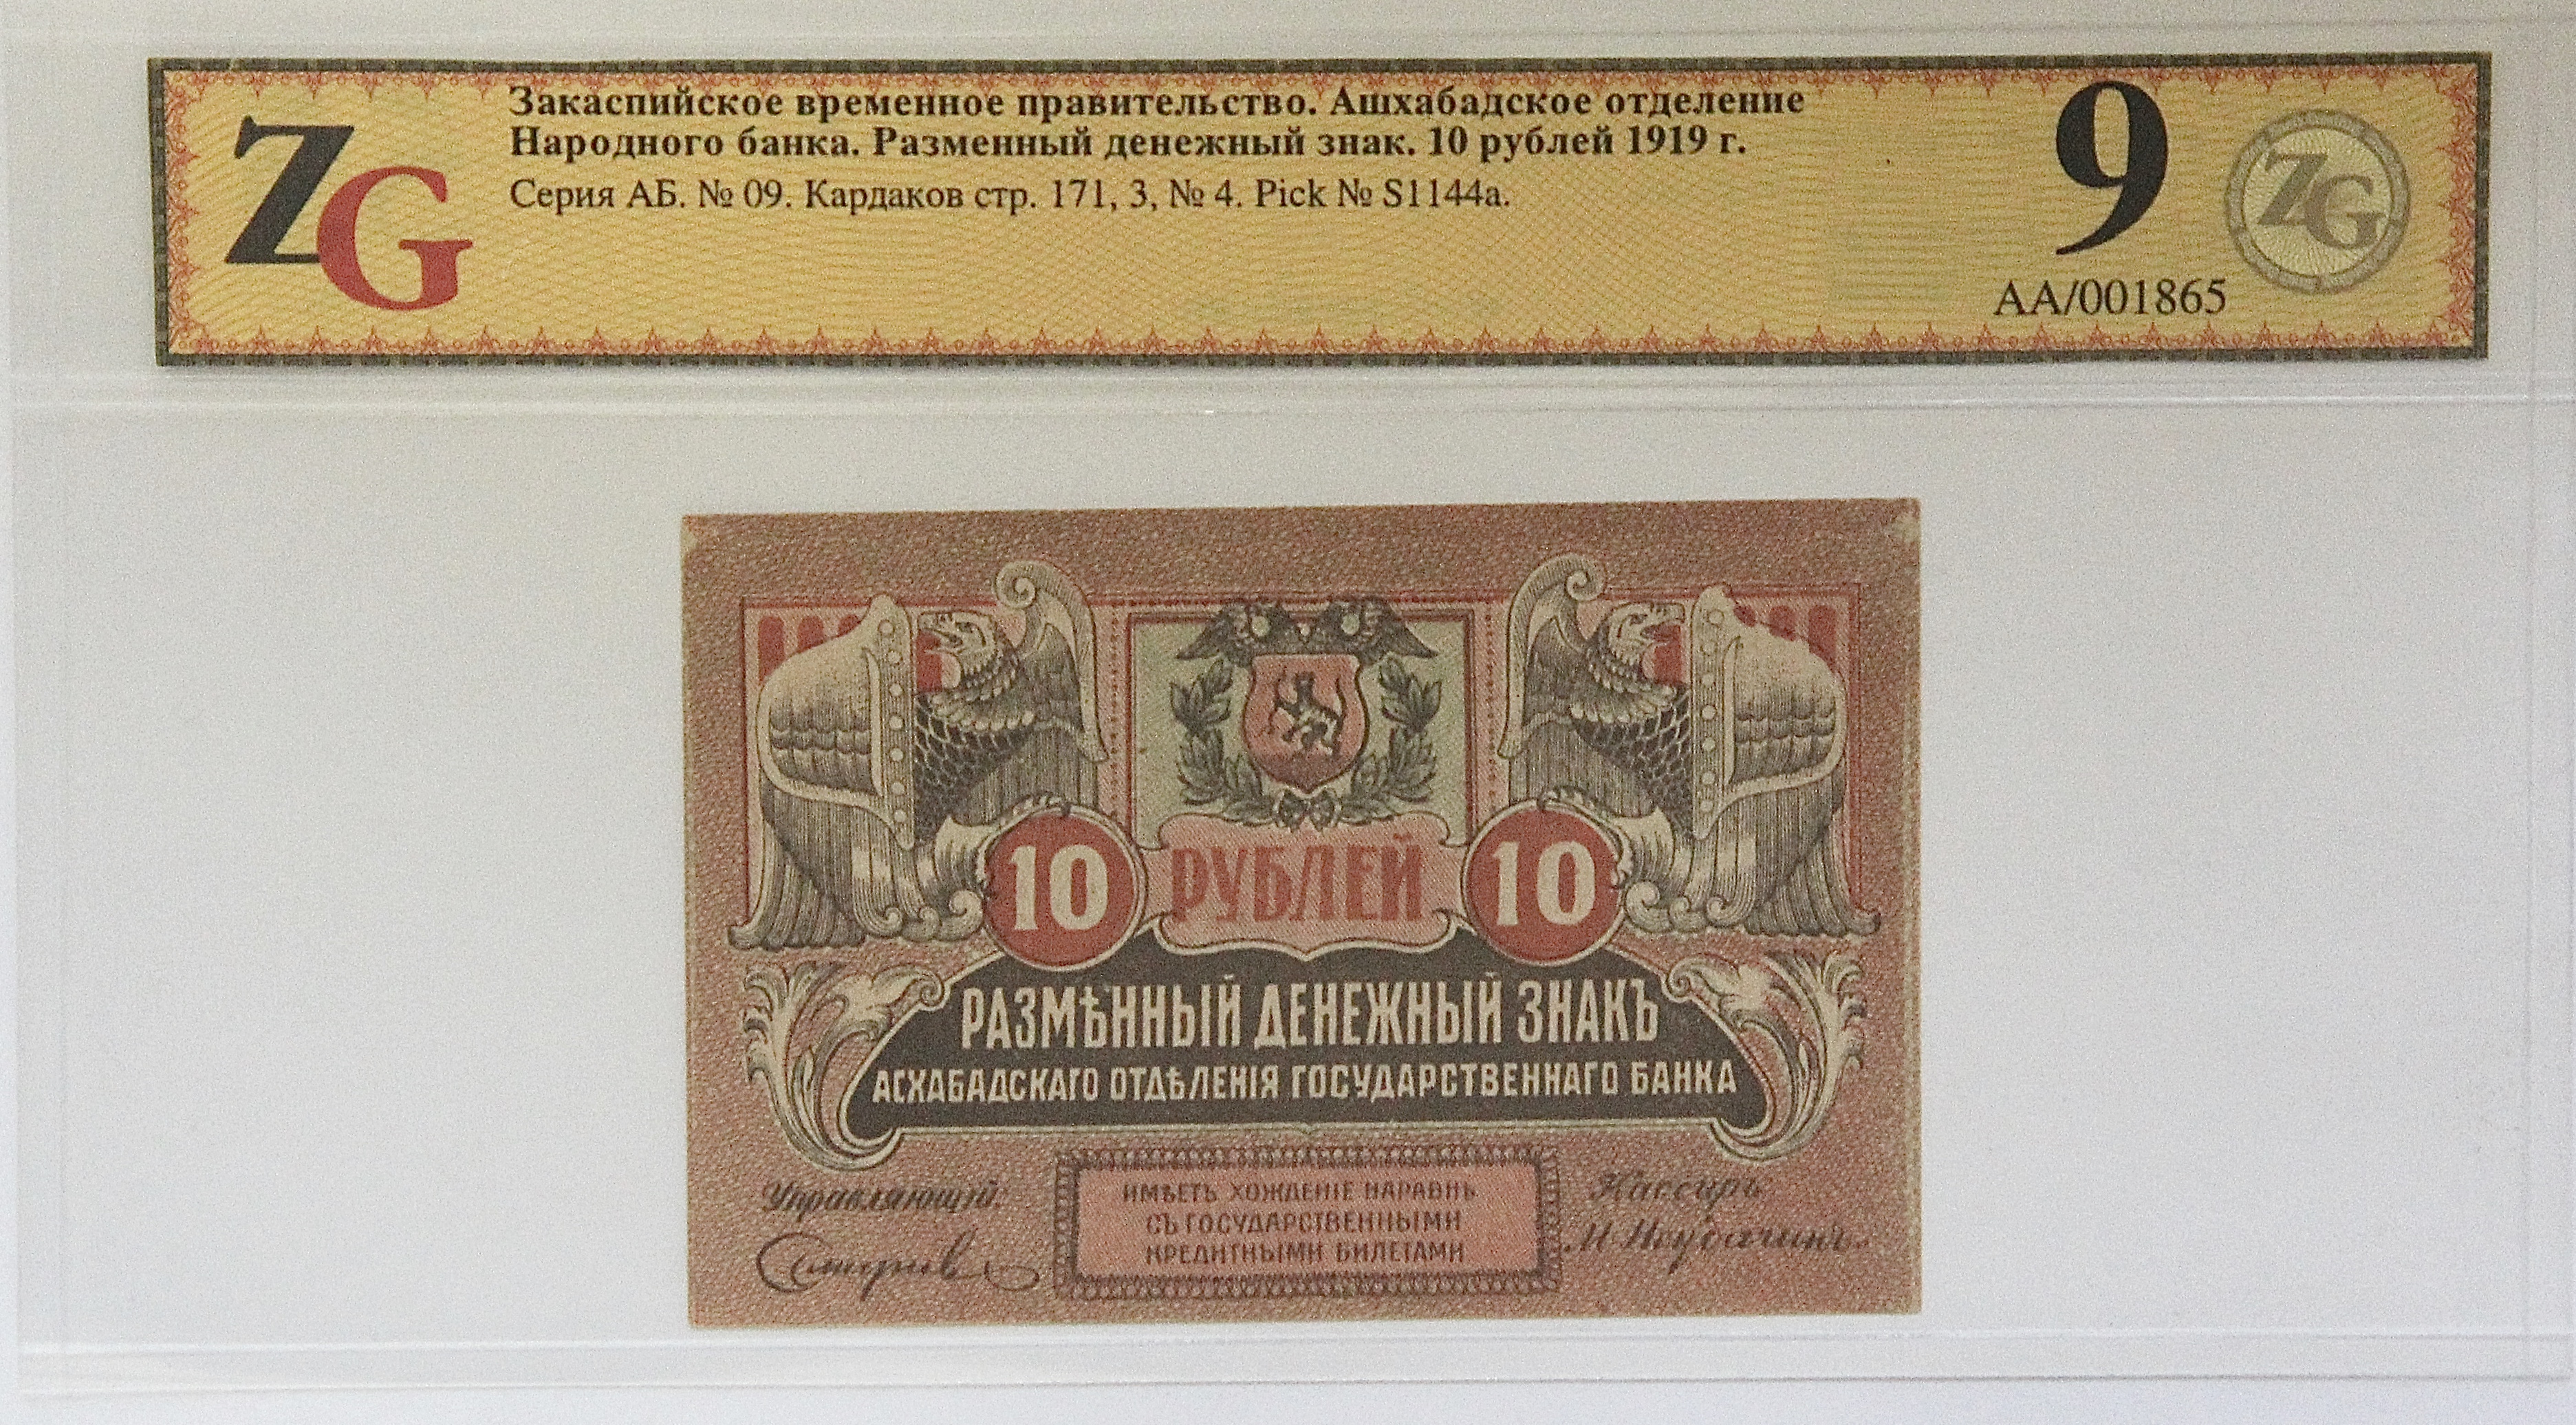 ZG
Закаспийское временное правительство. Ашхабадское отделение
Народного банка. Разменный денежный знак. 10 рублей 1919 г.
Серия АБ. № 09. Кардаков стр. 171, 3, № 4. Pick № S1144a.
9
ZG
AA/001865
10 РУБЛЕЙ 10
РАЗМѢННЫЙ ДЕНЕЖНЫЙ ЗНАКЪ
АСХАБАДСКАГО ОТДѢЛЕНІЯ ГОСУДАРСТВЕННАГО БАНКА
Управляющій
ИМѢЕТЪ ХОЖДЕНІЕ НАРАВНѢ
СЪ ГОСУДАРСТВЕННЫМИ
КРЕДИТНЫМИ БИЛЕТАМИ
Кассиръ